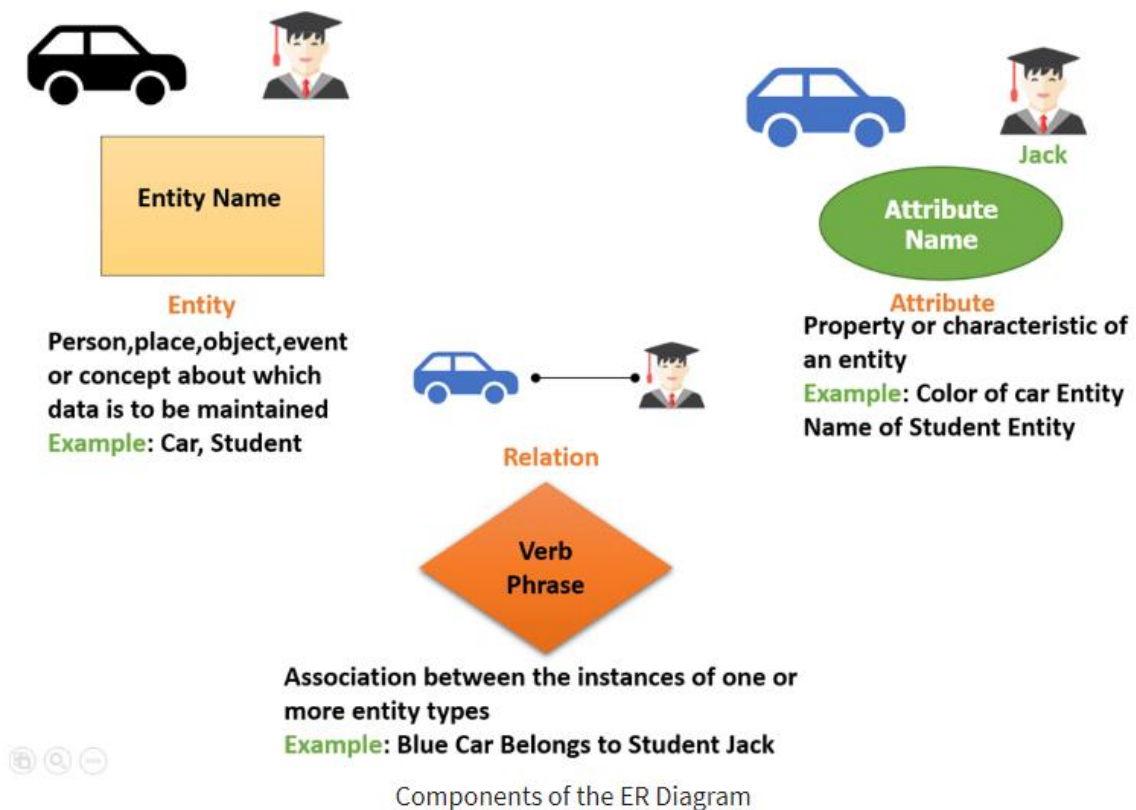 Entity Name
Entity
Person,place,object,event
or concept about which
data is to be maintained
Example: Car, Student
Jack
Attribute
Name
Attribute
Property or characteristic of
an entity
Example: Color of car Entity
Name of Student Entity
Relation
Verb
Phrase
Association between the instances of one or
more entity types
Example: Blue Car Belongs to Student Jack
Components of the ER Diagram